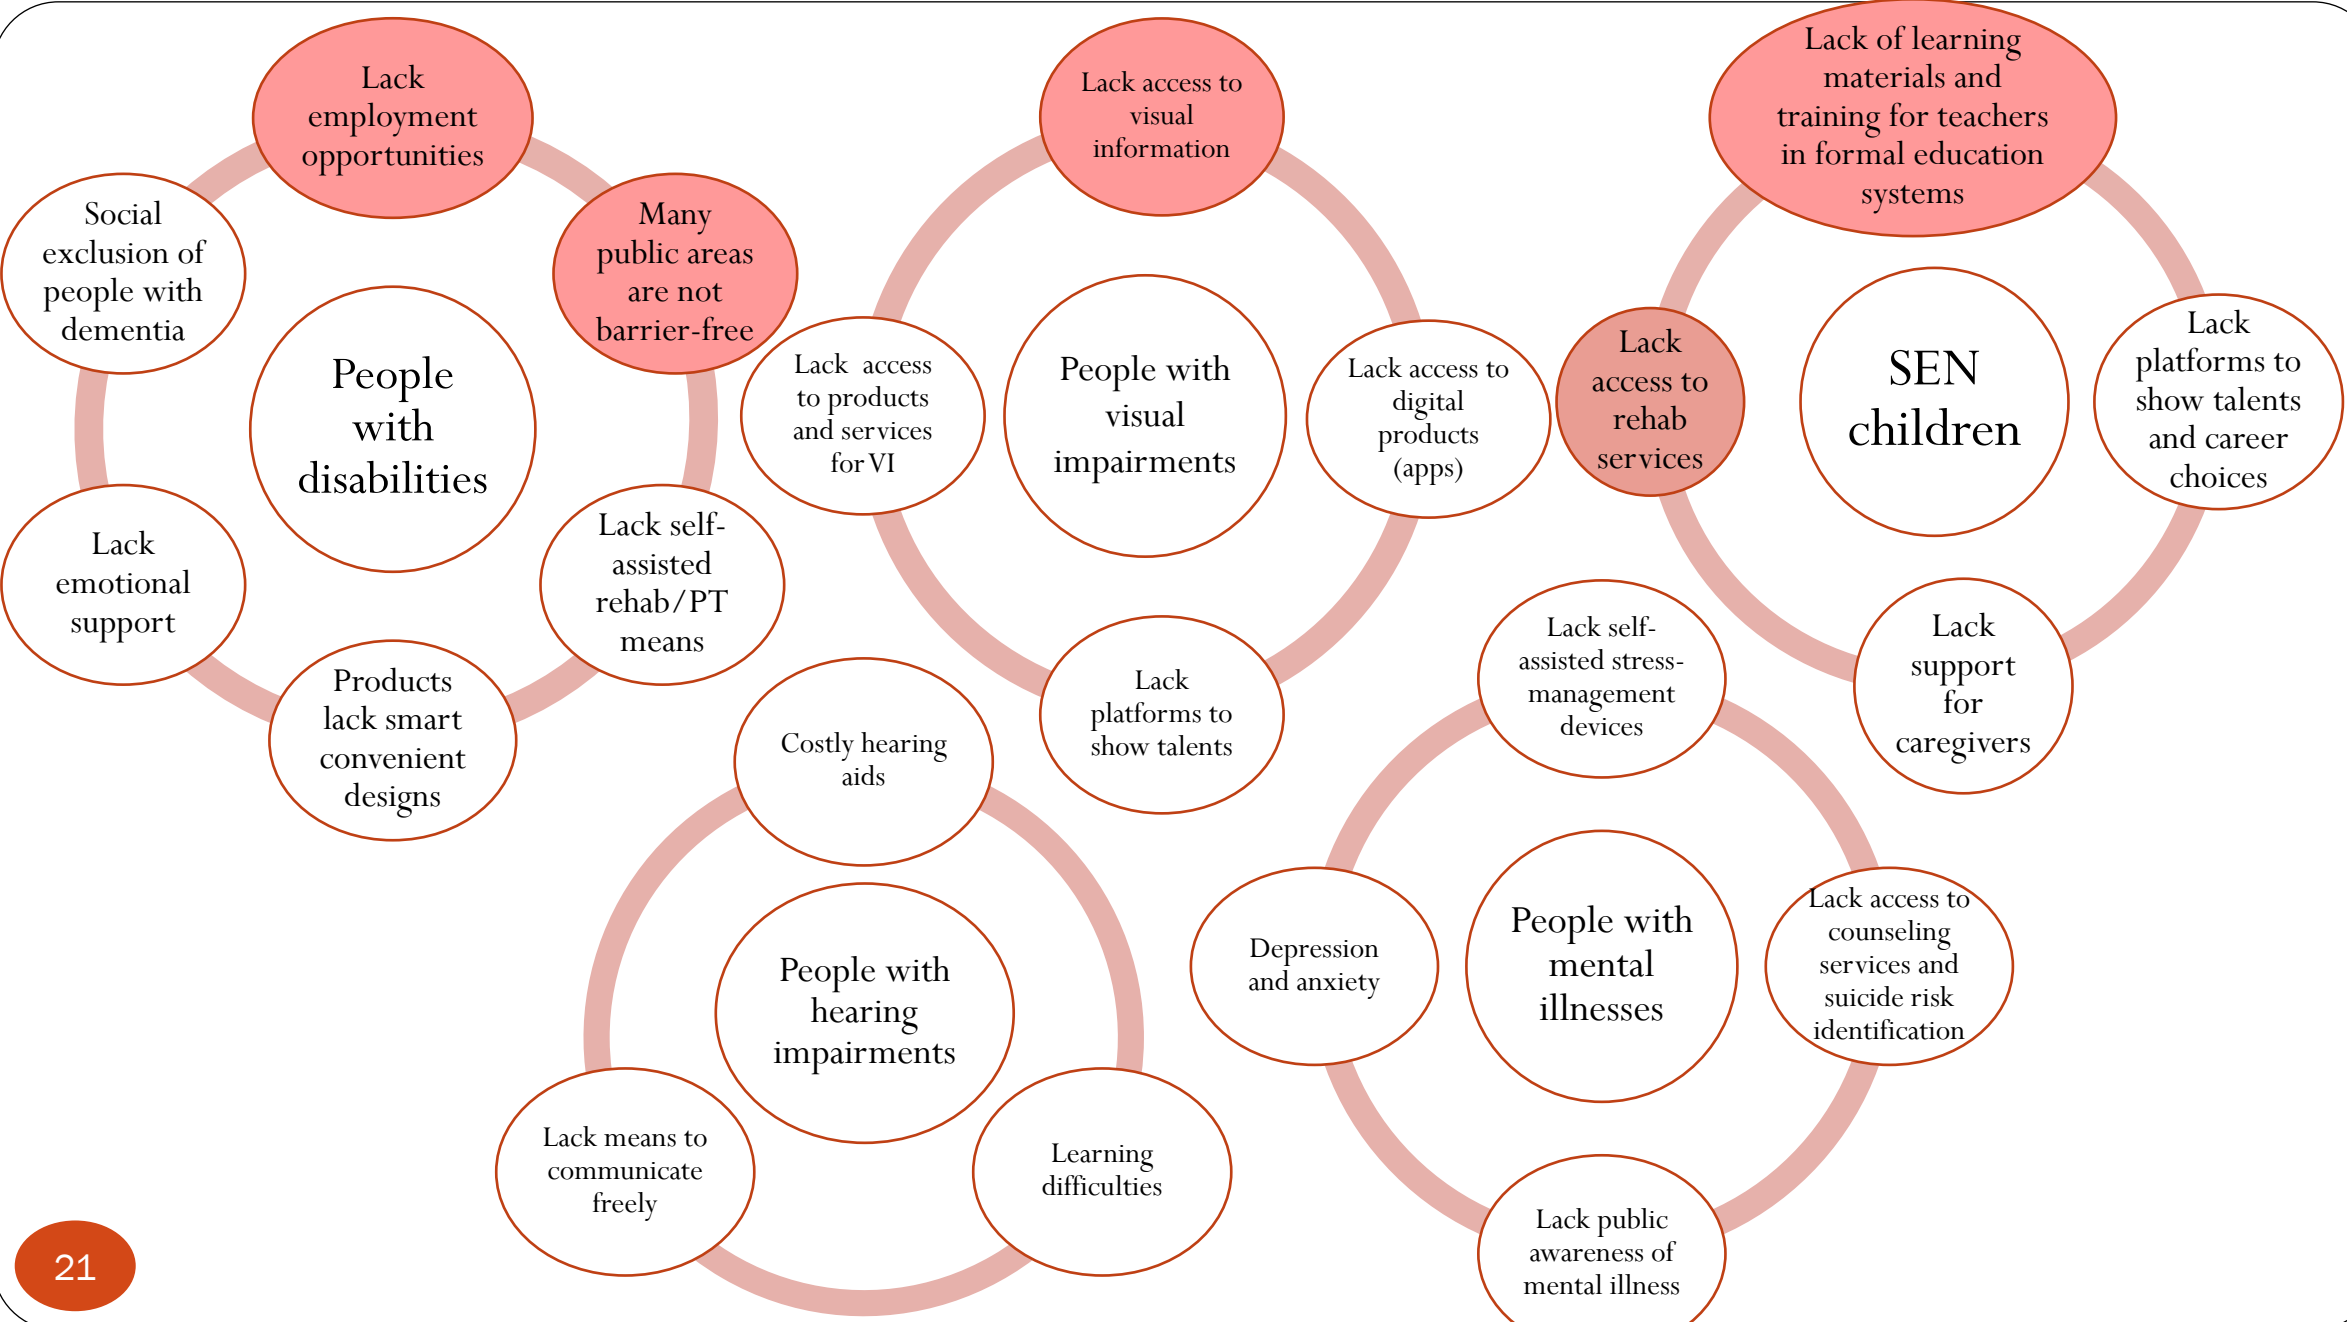 Lack
employment
opportunities
Many
public areas
are not
barrier-free
Lack self-
assisted
rehab/PT
means
Products
lack smart
convenient
designs
Lack
emotional
support
Social
exclusion of
people with
dementia
People
with
disabilities
Lack access to
visual
information
Lack access to
digital
products
(apps)
Lack
platforms to
show talents
Lack access
to products
and services
for VI
People with
visual
impairments
Lack of learning
materials and
training for teachers
in formal education
systems
Lack
platforms to
show talents
and career
choices
Lack
support
for
caregivers
Lack
access to
rehab
services
SEN
children
Costly hearing
aids
Learning
difficulties
Lack means to
communicate
freely
People with
hearing
impairments
Lack self-
assisted stress-
management
devices
Lack access to
counseling
services and
suicide risk
identification
Lack public
awareness of
mental illness
Depression
and anxiety
People with
mental
illnesses
21